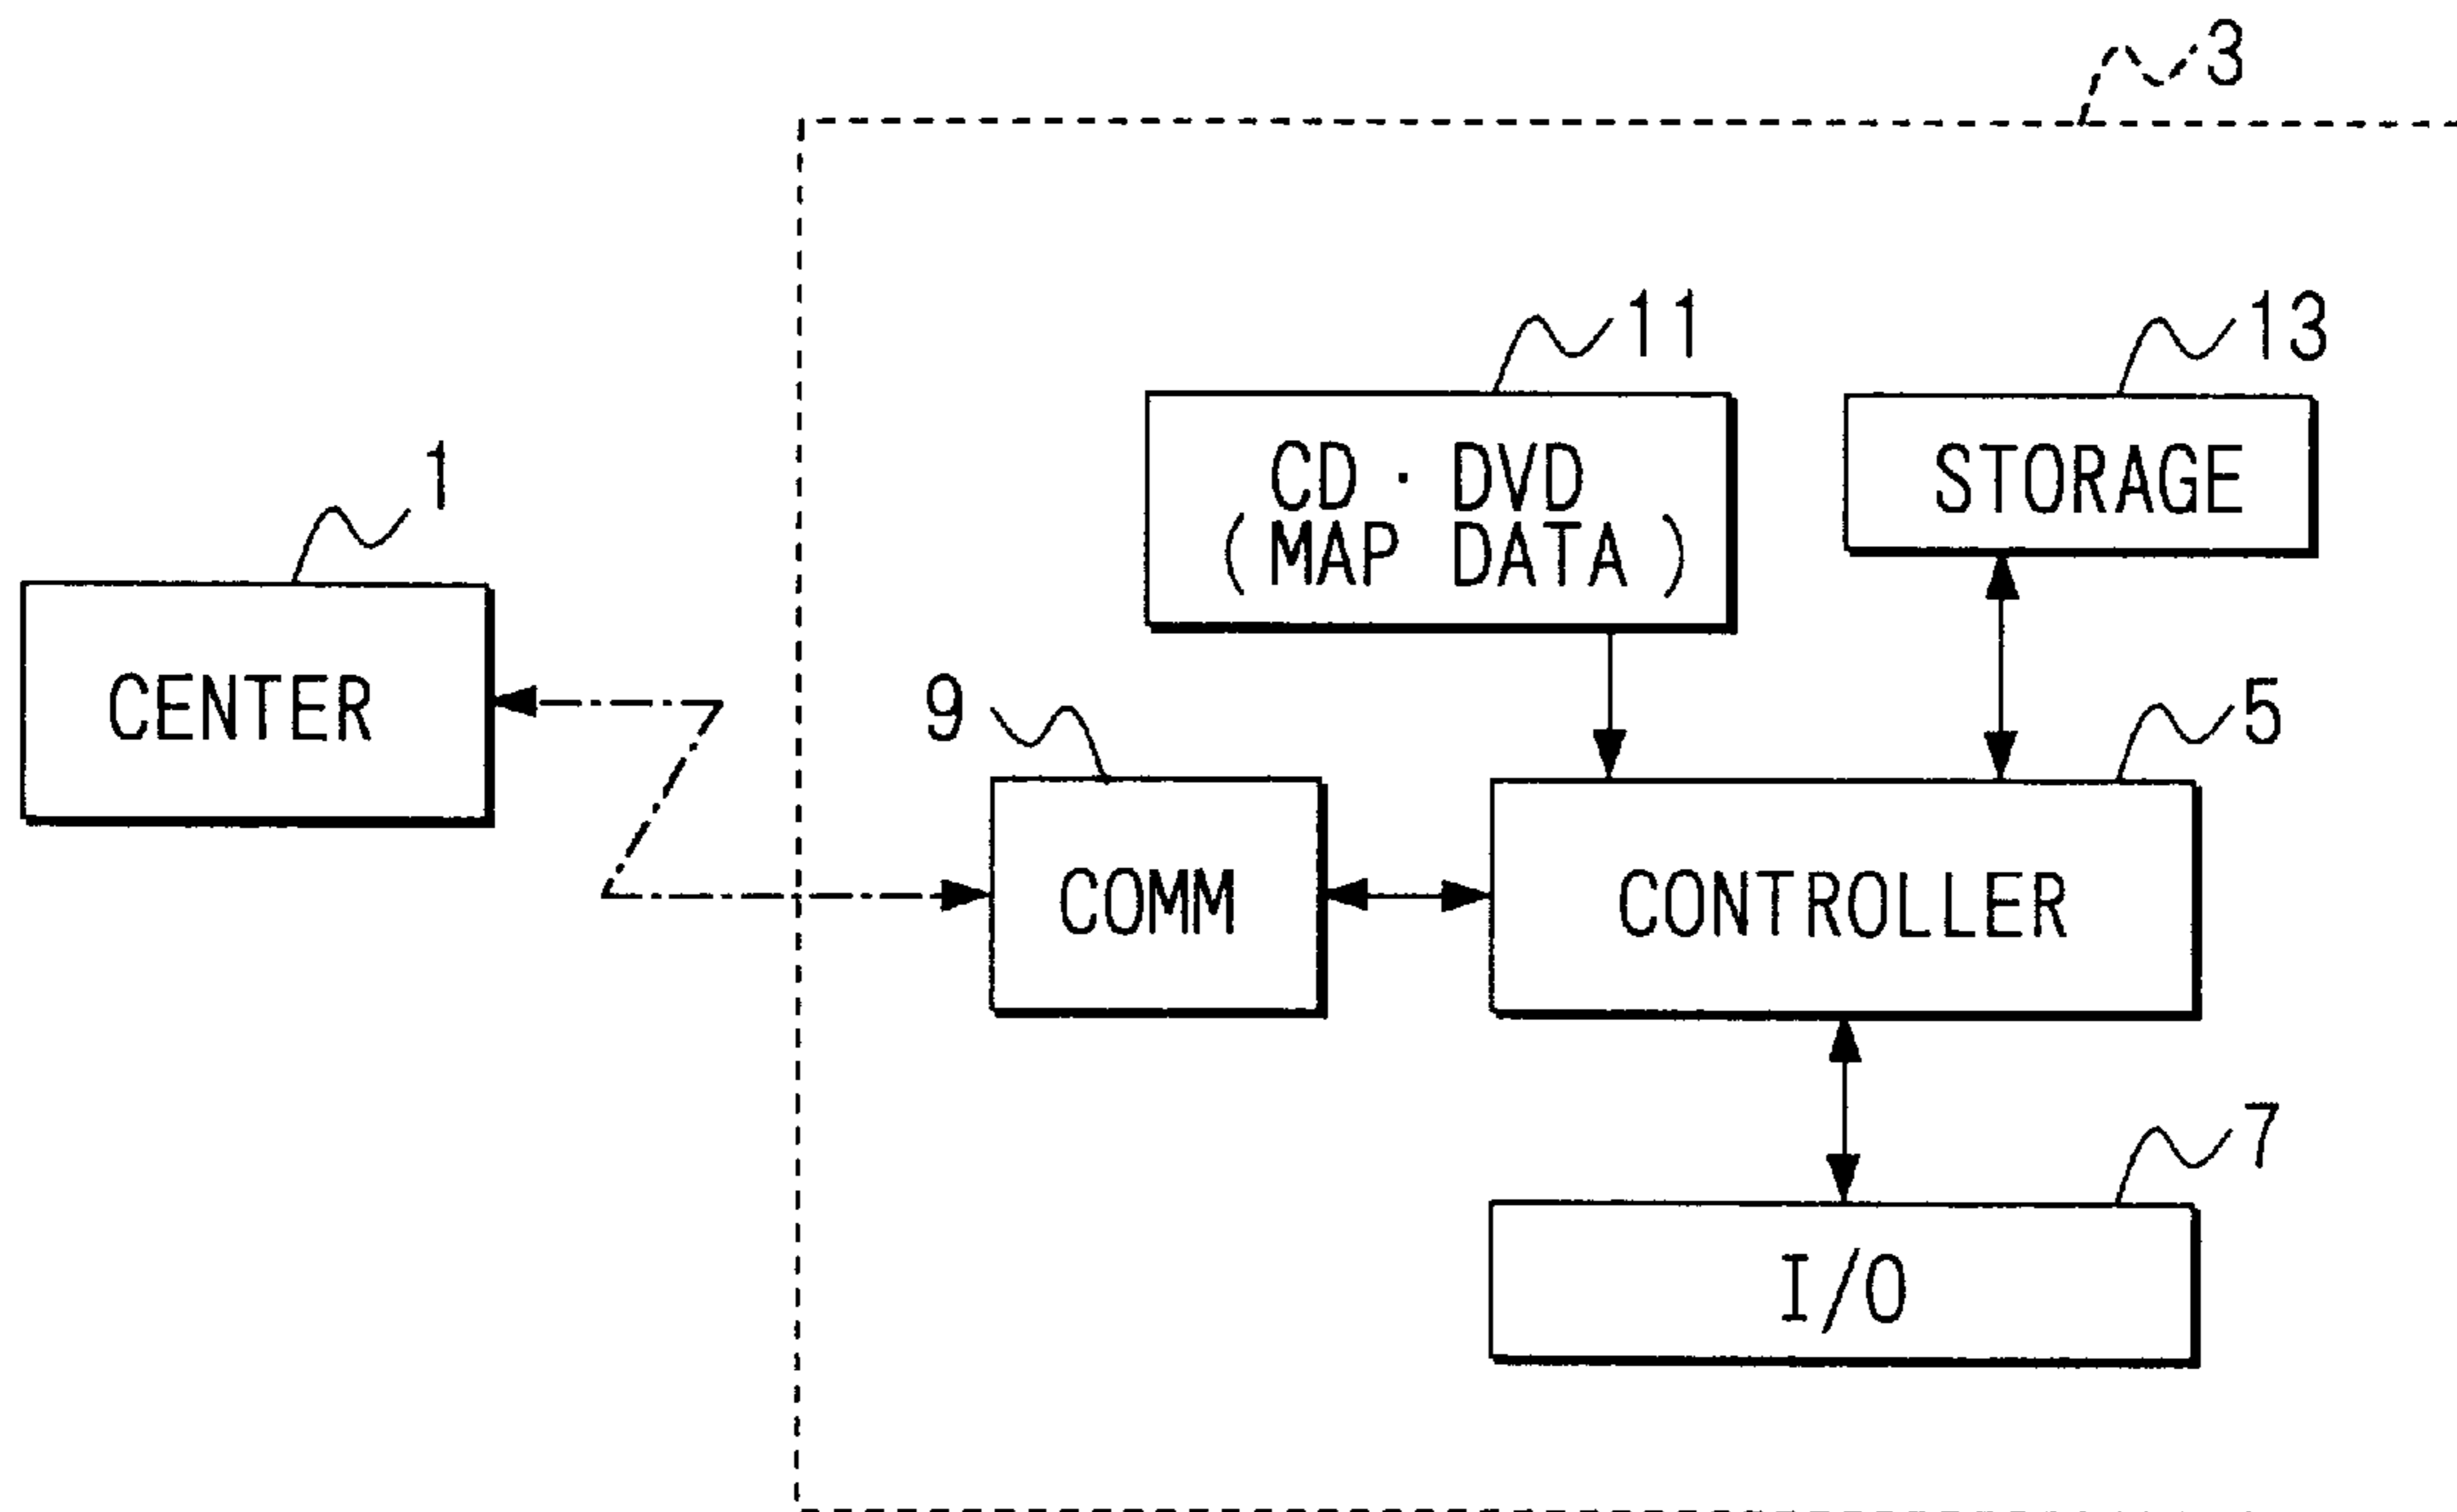 3
11
13
CD · DVD
( MAP DATA )
STORAGE
1
CENTER
9
5
COMM
CONTROLLER
7
I/O